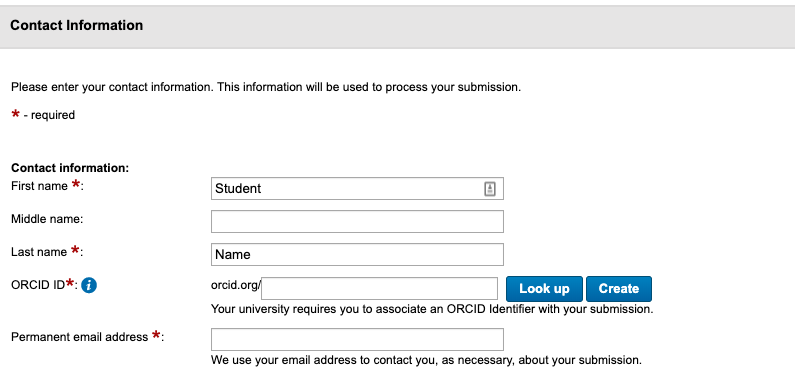 Contact Information
Please enter your contact information. This information will be used to process your submission.
* - required
Contact information:
First name *: Student
Middle name:
Last name *: Name
ORCID ID*: i orcid.org/ Look up Create
Your university requires you to associate an ORCID Identifier with your submission.
Permanent email address *:
We use your email address to contact you, as necessary, about your submission.